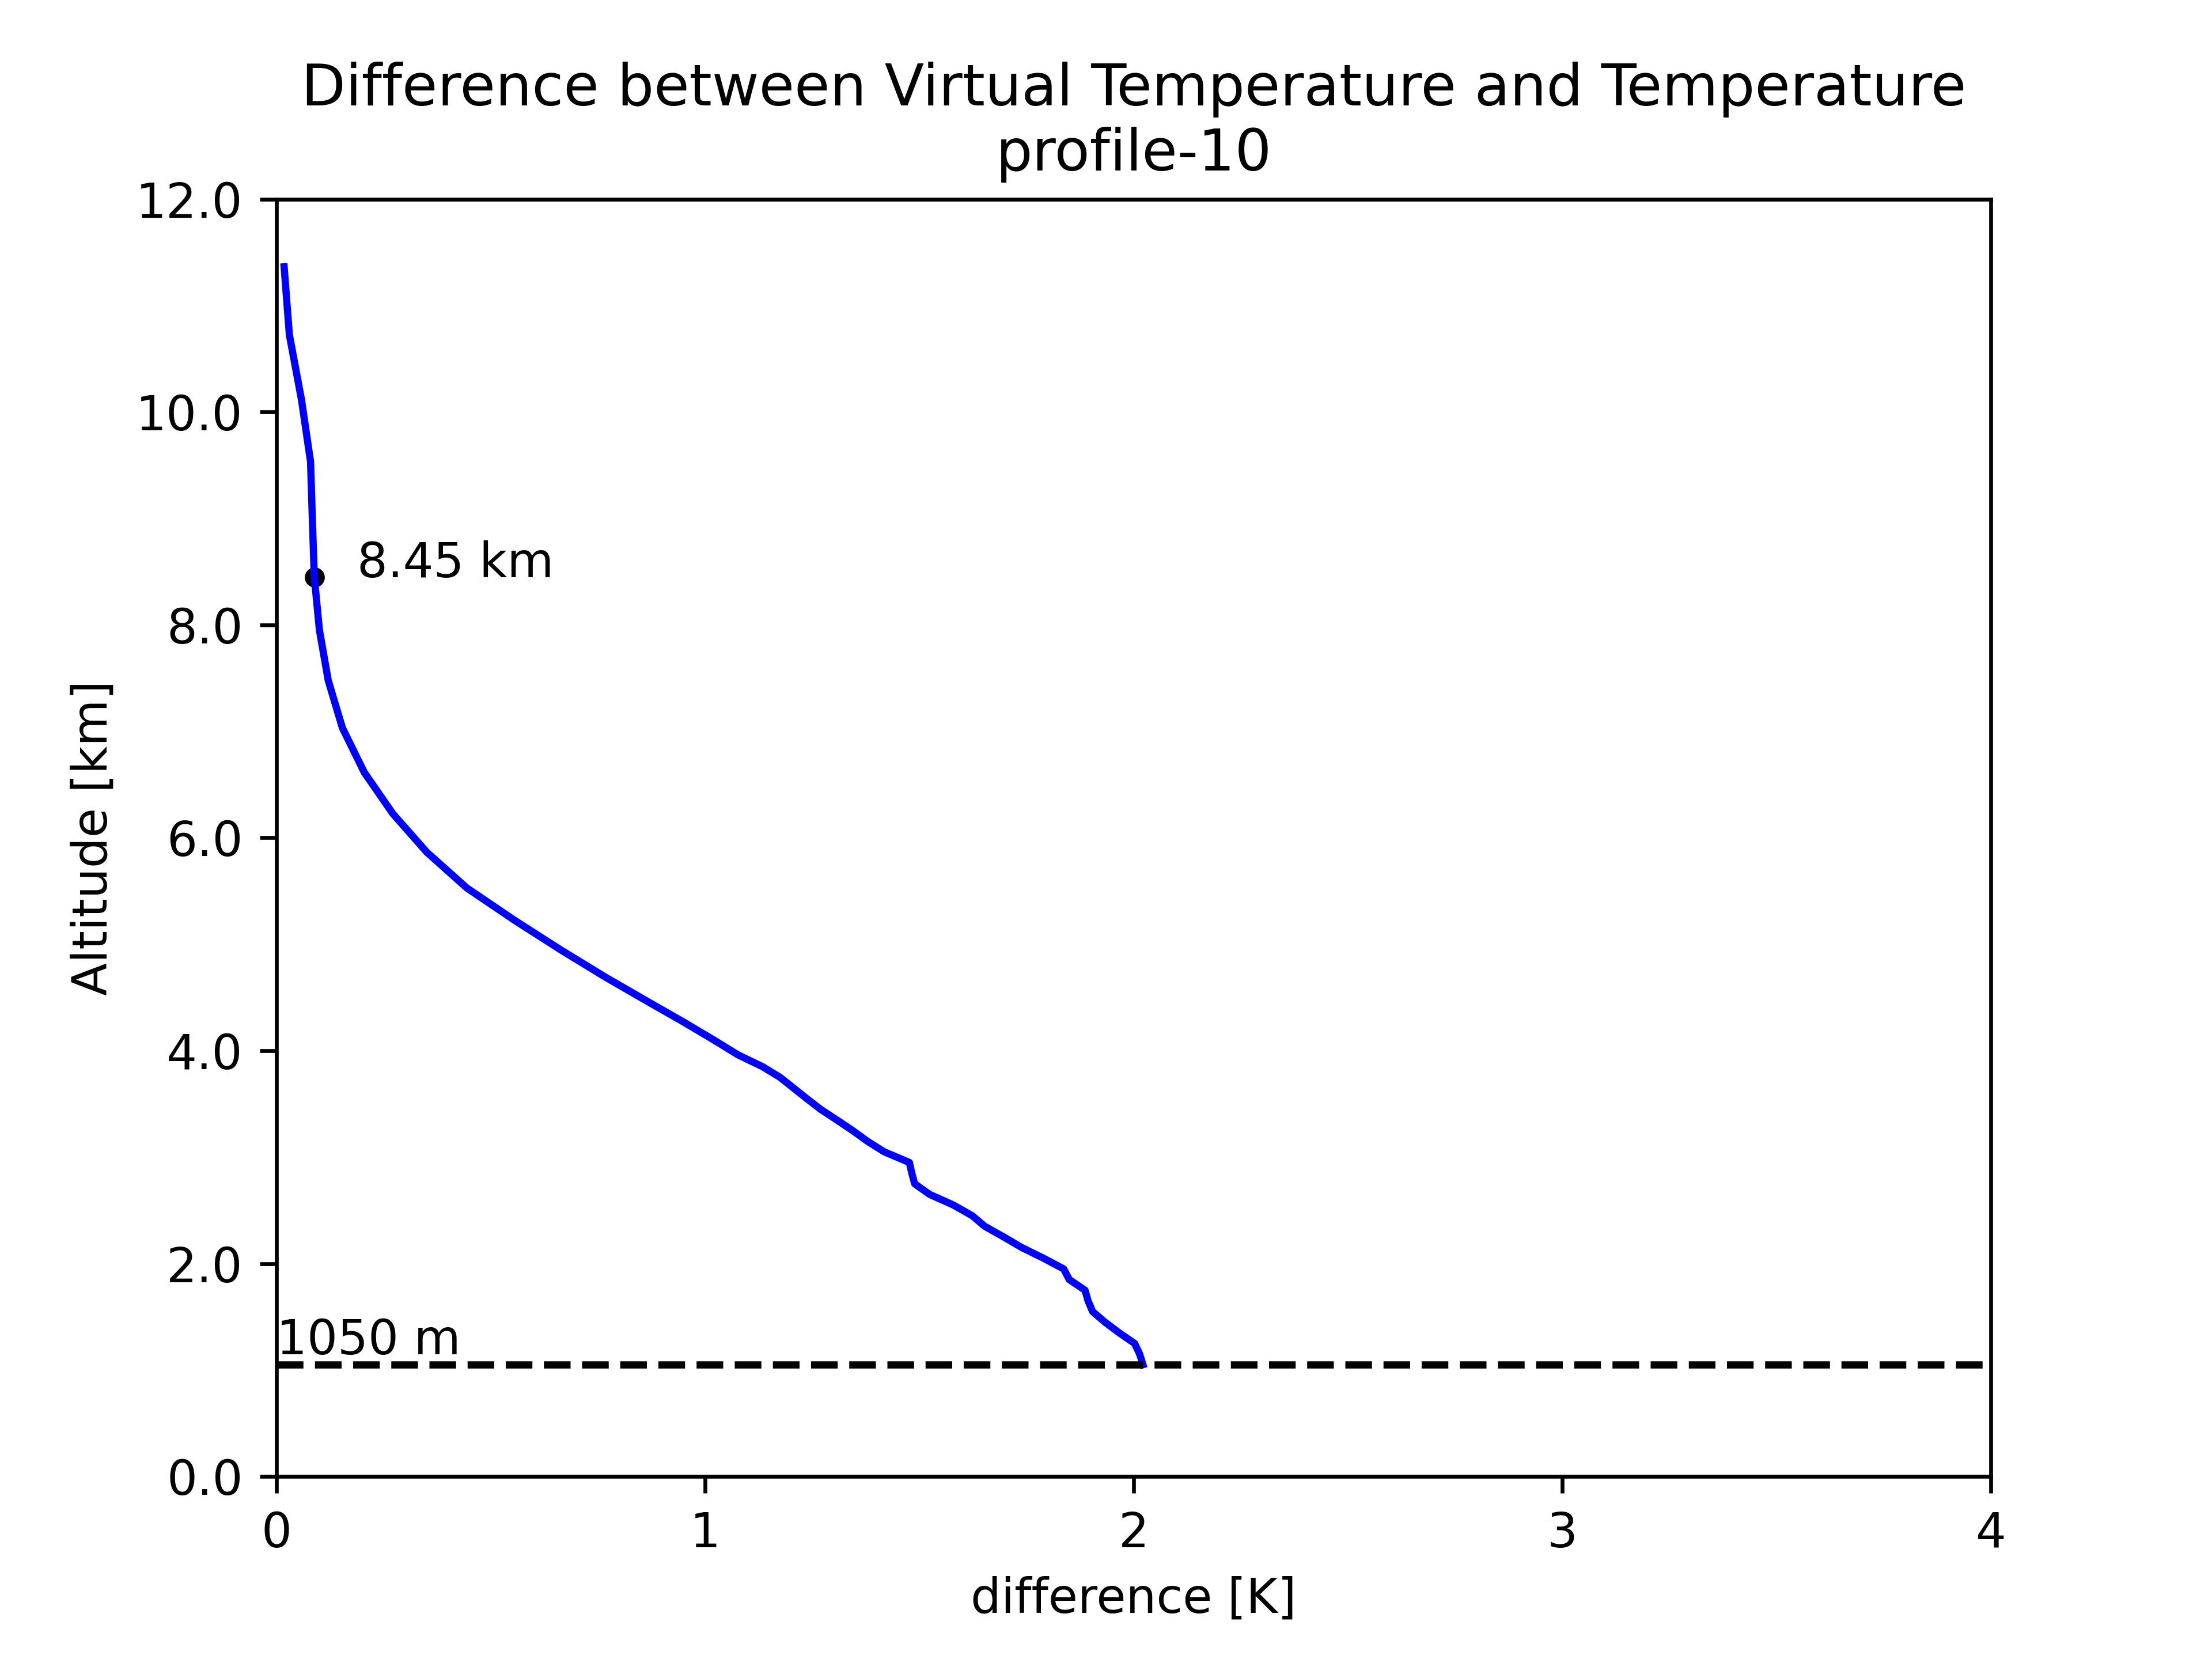 Difference between Virtual Temperature and Temperature
profile-10
12.0
10.0
8.45 km
8.0
6.0
4.0
2.0
1050 m
0.0
Altitude [km]
0 1 2 3 4
difference [K]